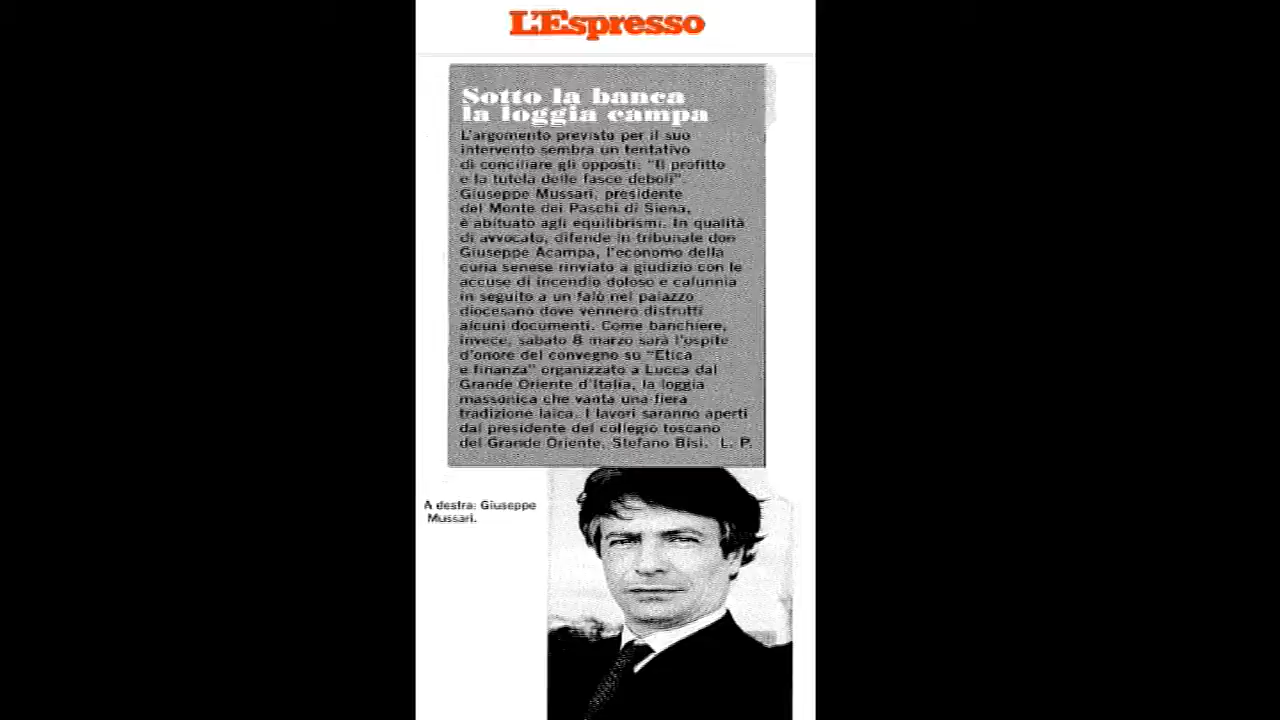 L'Espresso
Sotto la banca
la loggia campa
L'argomento previsto per il suo
intervento sembra un tentativo
di conciliare gli opposti: "Il profitto
e la tutela delle fasce deboli".
Giuseppe Mussari, presidente
del Monte dei Paschi di Siena,
è abituato agli equilibrismi. In qualità
di avvocato, difende in tribunale don
Giuseppe Acampa, l'economo della
curia senese rinviato a giudizio con le
accuse di incendio doloso e calunnia
in seguito a un falò nel palazzo
diocesano dove vennero distrutti
alcuni documenti. Come banchiere,
invece, sabato 8 marzo sarà l'ospite
d'onore del convegno su "Etica
e finanza" organizzato a Lucca dal
Grande Oriente d'Italia, la loggia
massonica che vanta una fiera
tradizione laica. I lavori saranno aperti
dal presidente del collegio toscano
del Grande Oriente, Stefano Bisi. L. P.
A destra: Giuseppe
Mussari.